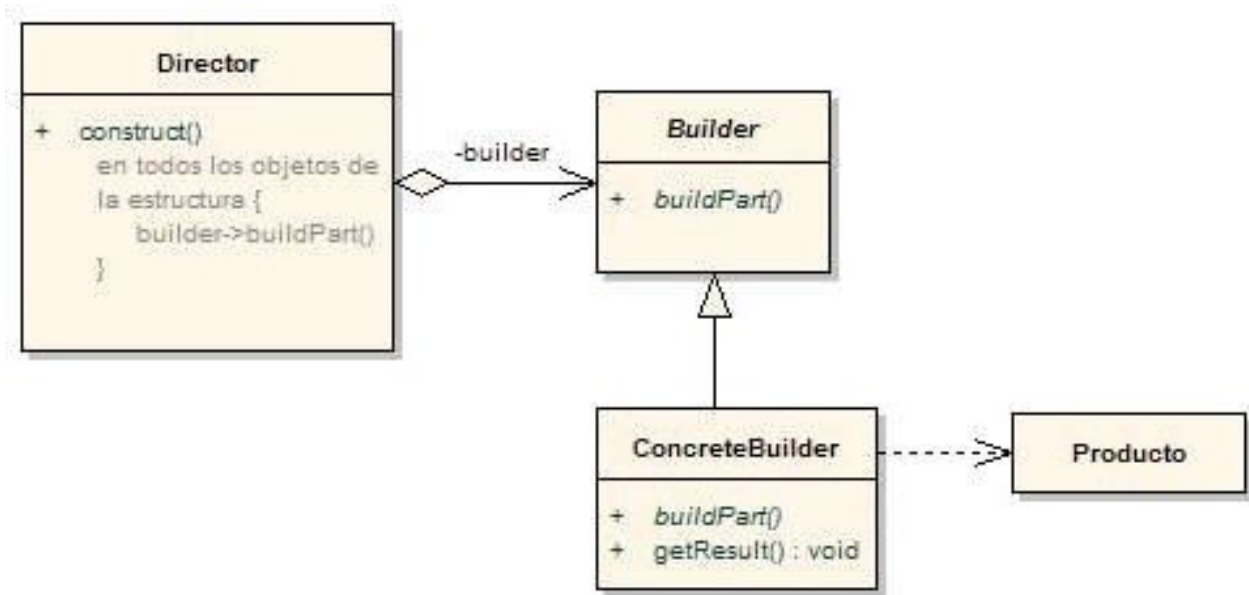 Director
+ construct()
en todos los objetos de
la estructura {
builder->buildPart()
}
-builder
Builder
+ buildPart()
ConcreteBuilder
+ buildPart()
+ getResult() : void
Producto